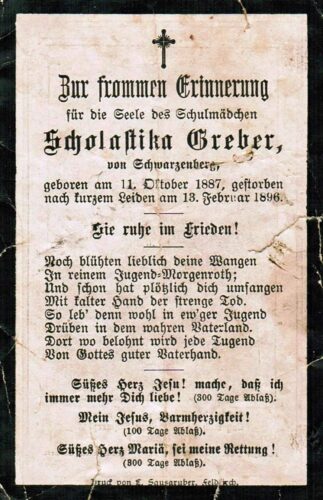 Zur frommen Erinnerung
für die Seele des Schulmädchen
Scholastika Greber,
von Schwarzenberg,
geboren am 11. Oktober 1887, gestorben
nach kurzem Leiden am 13. Februar 1896.
Sie ruhe im Frieden!
Noch blühten lieblich deine Wangen
In reinem Jugend-Morgenroth;
Und schon hat plötzlich dich umfangen
Mit kalter Hand der strenge Tod.
So leb' denn wohl in ew'ger Jugend
Drüben in dem wahren Vaterland.
Dort wo belohnt wird jede Tugend
Von Gottes guter Vaterhand.
Süßes Herz Jesu! mache, daß ich
immer mehr Dich liebe! (300 Tage Ablaß).
Mein Jesus, Barmherzigkeit!
(100 Tage Ablaß).
Süßes Herz Mariä, sei meine Rettung!
(300 Tage Ablaß).
Druck von L. Sausgruber, Feldkirch.